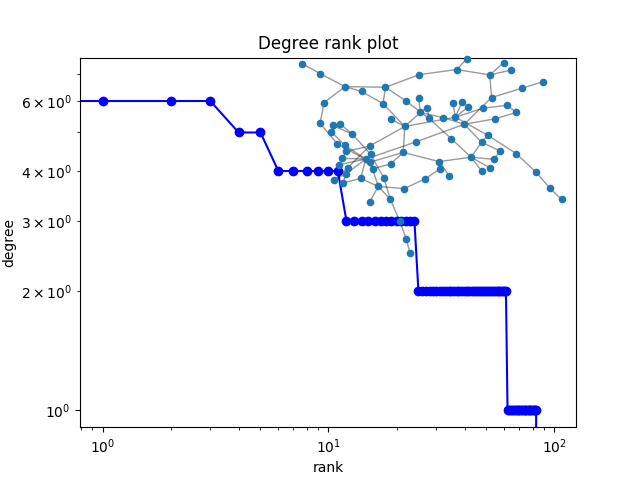 Degree rank plot
6 × 10⁰
4 × 10⁰
3 × 10⁰
2 × 10⁰
10⁰
degree
10⁰ 10¹ 10²
rank